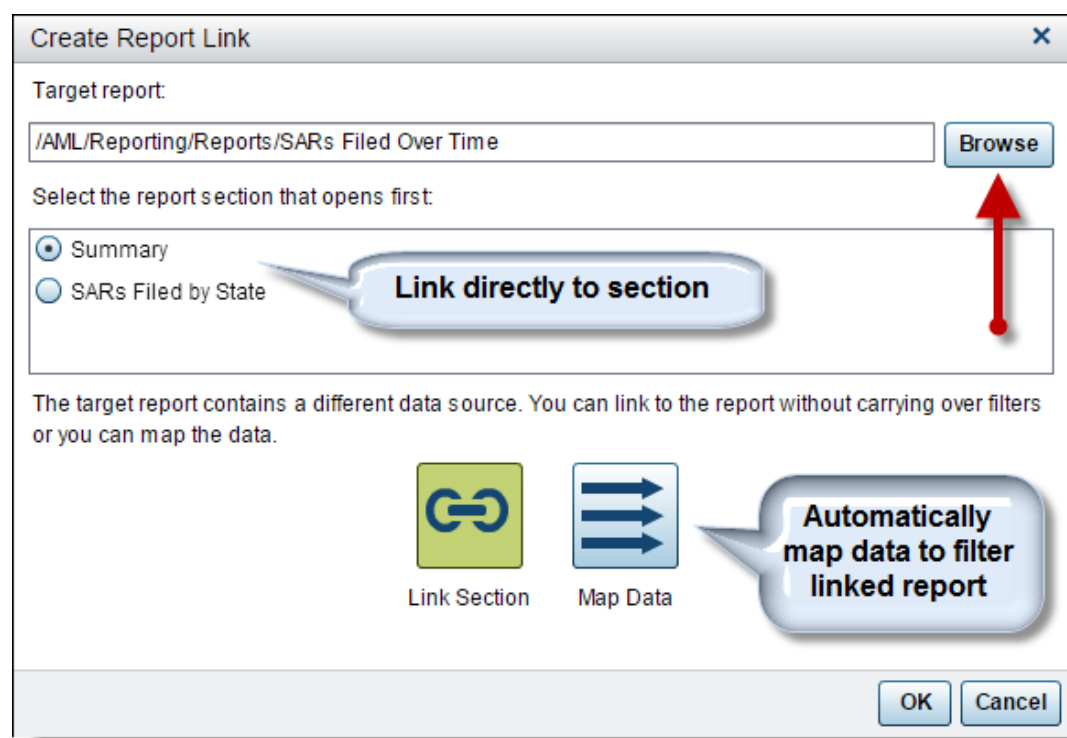 Create Report Link
Target report:
/AML/Reporting/Reports/SARs Filed Over Time
Browse
Select the report section that opens first:
Summary
SARs Filed by State
Link directly to section
The target report contains a different data source. You can link to the report without carrying over filters
or you can map the data.
Link Section
Map Data
Automatically
map data to filter
linked report
OK
Cancel